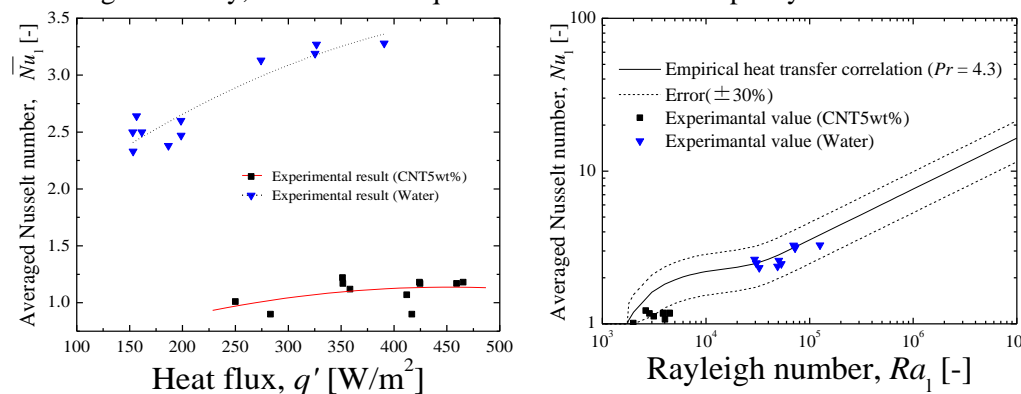 Averaged Nusselt number, N̅u̅₁ [-]
3.5
3.0
2.5
2.0
1.5
1.0
Experimental result (CNT5wt%)
Experimental result (Water)
100 150 200 250 300 350 400 450 500
Heat flux, q' [W/m²]
Averaged Nusselt number, Nu₁ [-]
100
10
1
Empirical heat transfer correlation (Pr = 4.3)
Error(±30%)
Experimantal value (CNT5wt%)
Experimantal value (Water)
10³ 10⁴ 10⁵ 10⁶ 10
Rayleigh number, Ra₁ [-]